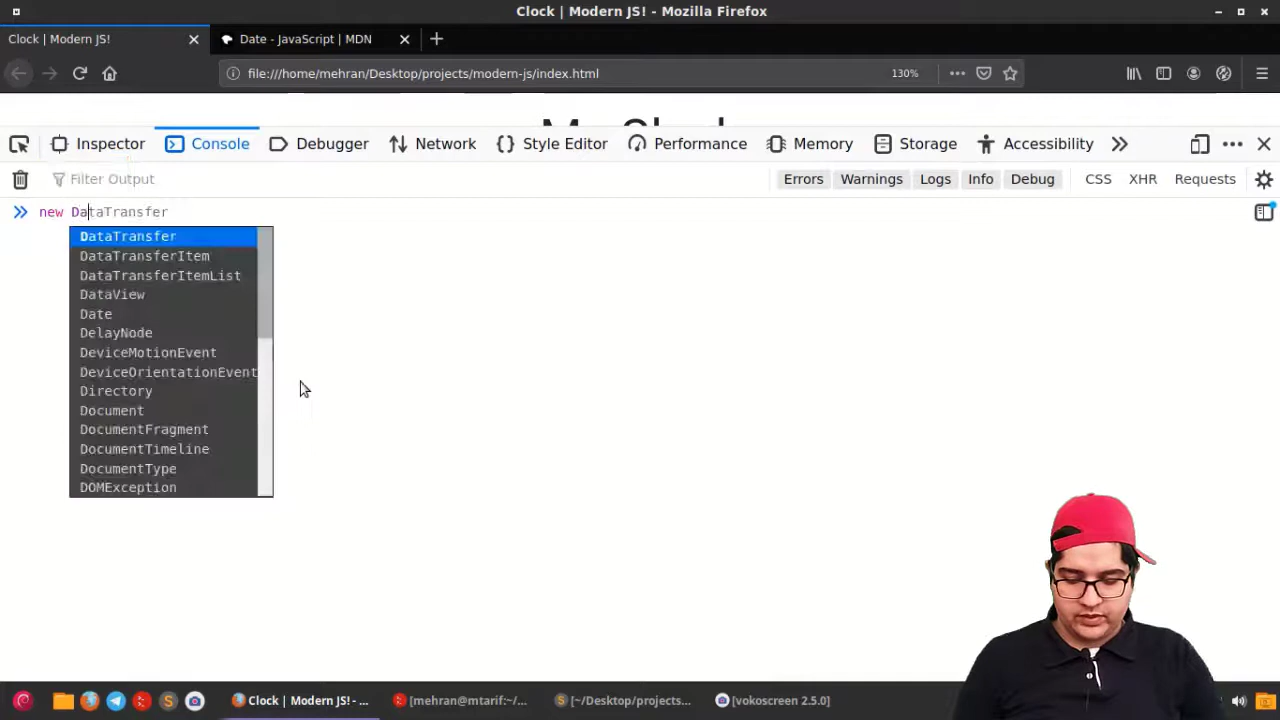 Clock | Modern JS! - Mozilla Firefox
Clock | Modern JS!
Date - JavaScript | MDN
file:///home/mehran/Desktop/projects/modern-js/index.html
130%
My Clock
Inspector
Console
Debugger
Network
Style Editor
Performance
Memory
Storage
Accessibility
Filter Output
Errors
Warnings
Logs
Info
Debug
CSS
XHR
Requests
new DataTransfer
DataTransfer
DataTransferItem
DataTransferItemList
DataView
Date
DelayNode
DeviceMotionEvent
DeviceOrientationEvent
Directory
Document
DocumentFragment
DocumentTimeline
DocumentType
DOMException
Clock | Modern JS! - ...
[mehran@mtarif:~/...
[~/Desktop/projects...
[vokoscreen 2.5.0]